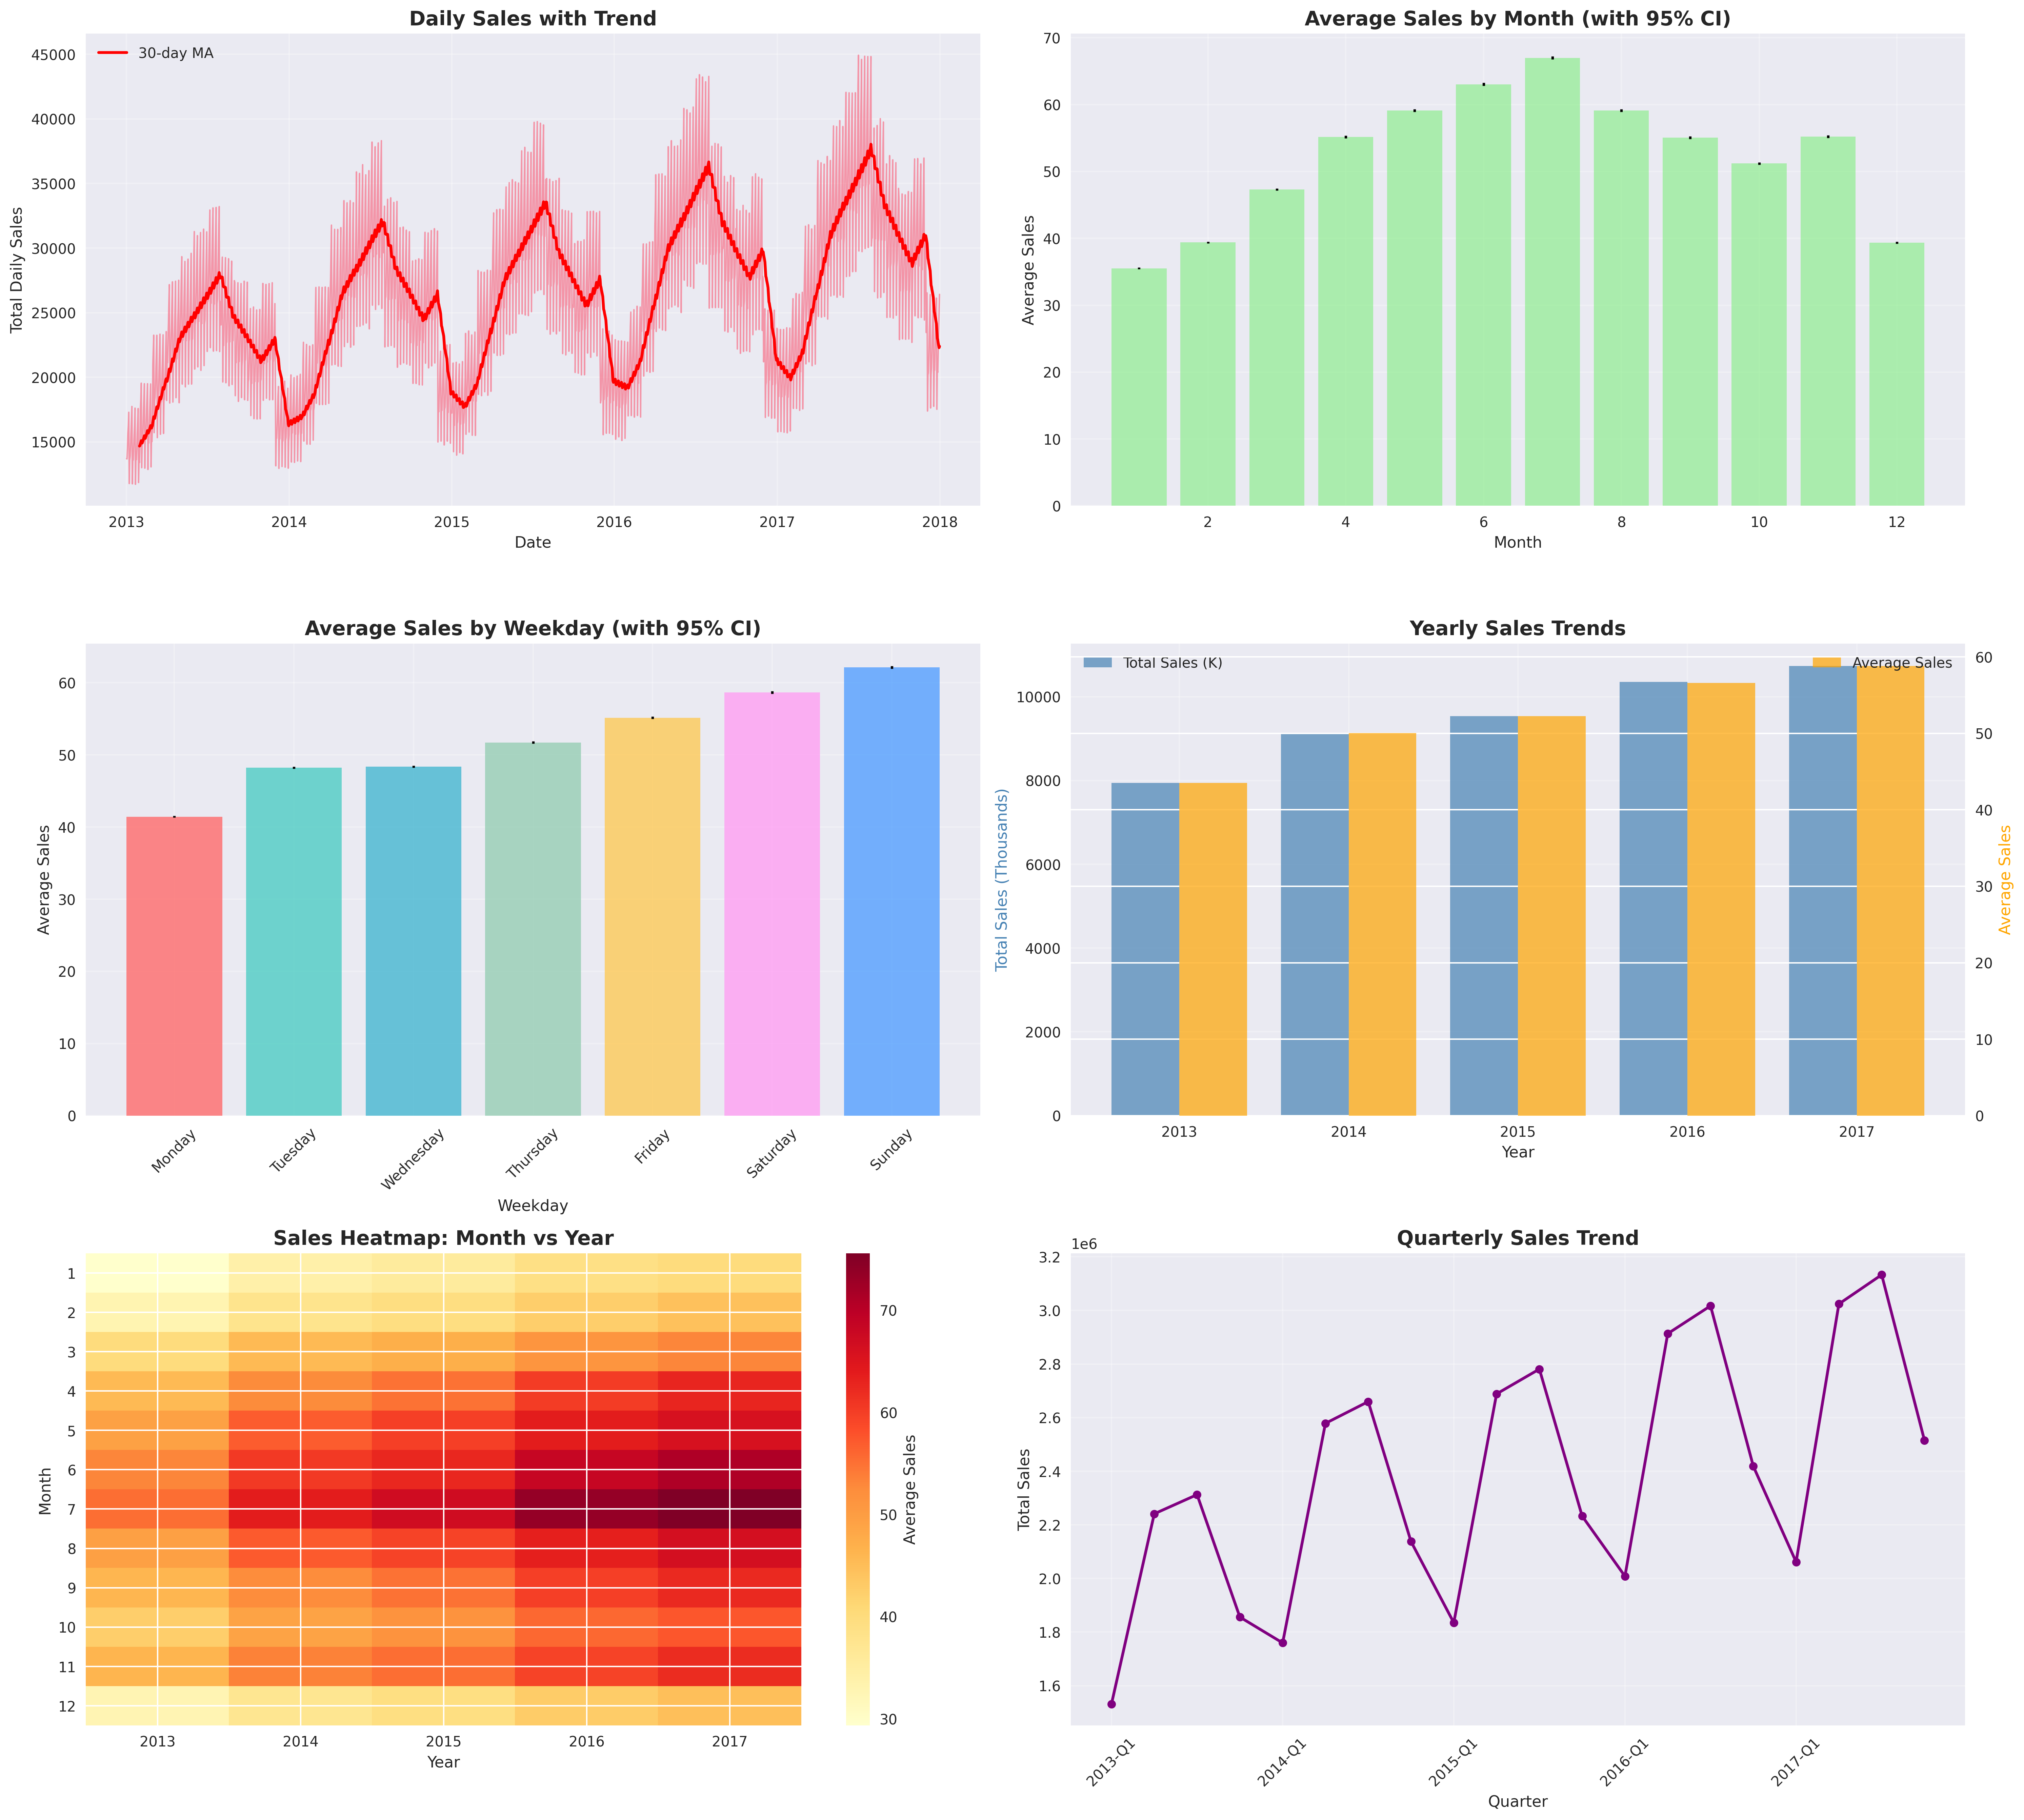 Daily Sales with Trend
30-day MA
Total Daily Sales
45000
40000
35000
30000
25000
20000
15000
2013
2014
2015
2016
2017
2018
Date
Average Sales by Month (with 95% CI)
Average Sales
70
60
50
40
30
20
10
0
2
4
6
8
10
12
Month
Average Sales by Weekday (with 95% CI)
Average Sales
60
50
40
30
20
10
0
Monday
Tuesday
Wednesday
Thursday
Friday
Saturday
Sunday
Weekday
Yearly Sales Trends
Total Sales (K)
Average Sales
Total Sales (Thousands)
10000
8000
6000
4000
2000
0
60
50
40
30
20
10
0
Average Sales
2013
2014
2015
2016
2017
Year
Sales Heatmap: Month vs Year
Month
1
2
3
4
5
6
7
8
9
10
11
12
2013
2014
2015
2016
2017
Year
70
60
50
40
30
Average Sales
Quarterly Sales Trend
1e6
Total Sales
3.2
3.0
2.8
2.6
2.4
2.2
2.0
1.8
1.6
2013-Q1
2014-Q1
2015-Q1
2016-Q1
2017-Q1
Quarter